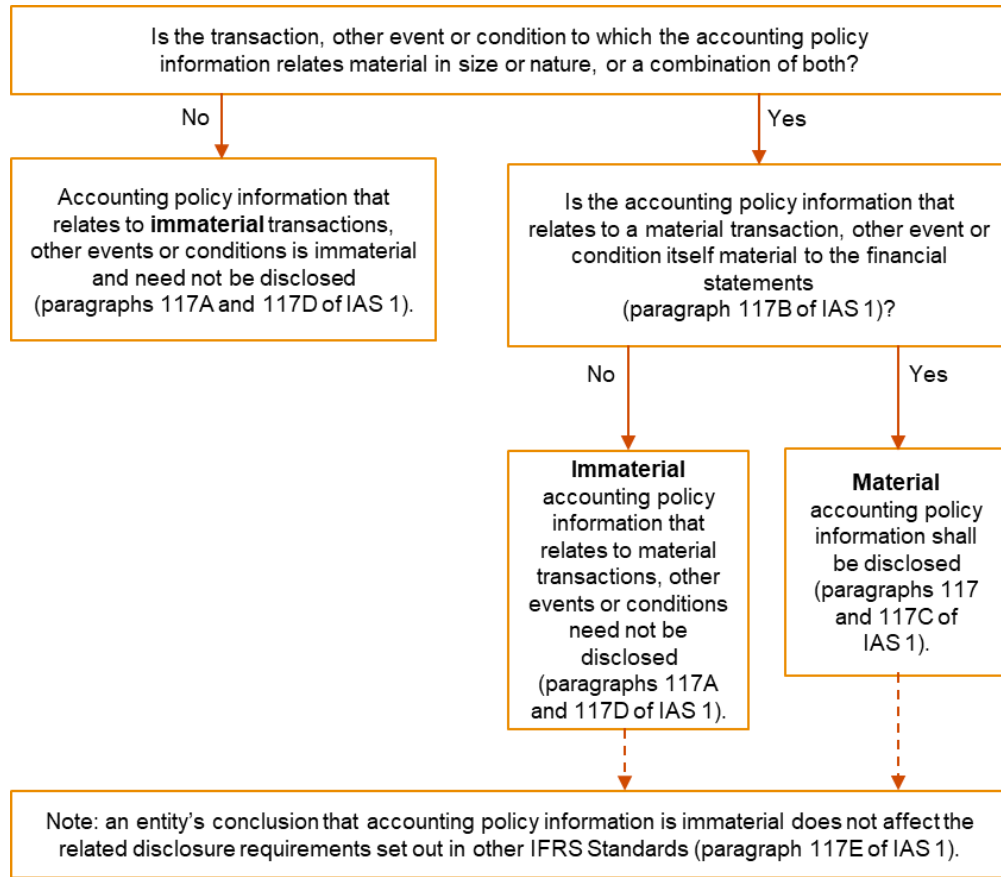 Is the transaction, other event or condition to which the accounting policy
information relates material in size or nature, or a combination of both?
No
Yes
Accounting policy information that
relates to immaterial transactions,
other events or conditions is immaterial
and need not be disclosed
(paragraphs 117A and 117D of IAS 1).
Is the accounting policy information that
relates to a material transaction, other event or
condition itself material to the financial
statements
(paragraph 117B of IAS 1)?
No
Yes
Immaterial
accounting policy
information that
relates to material
transactions, other
events or conditions
need not be
disclosed
(paragraphs 117A
and 117D of IAS 1).
Material
accounting policy
information shall
be disclosed
(paragraphs 117
and 117C of
IAS 1).
Note: an entity’s conclusion that accounting policy information is immaterial does not affect the
related disclosure requirements set out in other IFRS Standards (paragraph 117E of IAS 1).